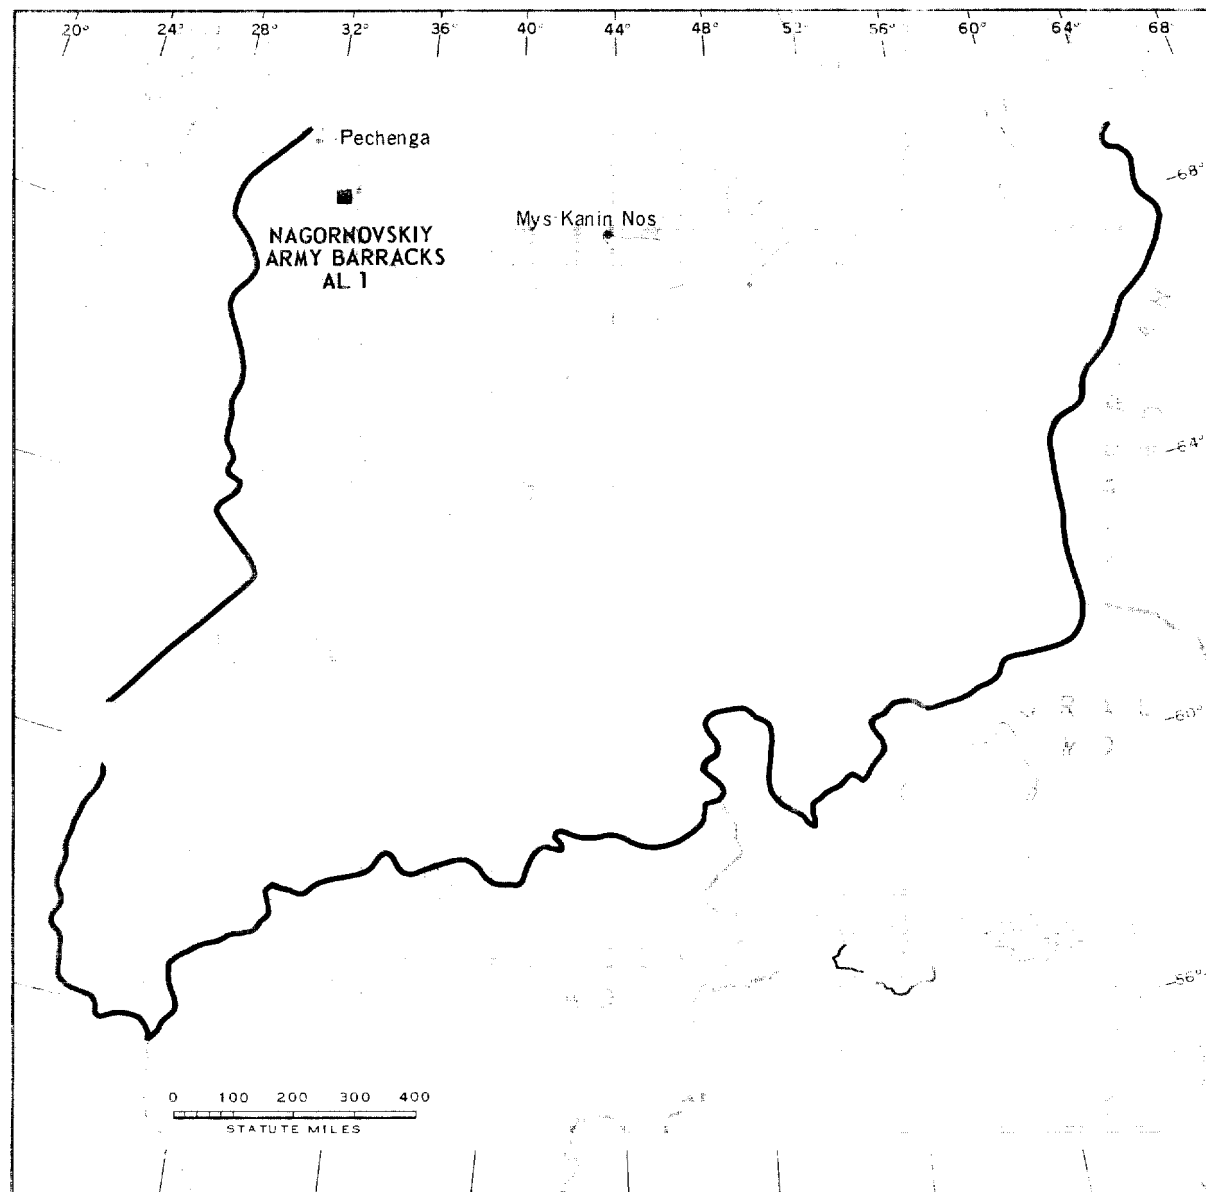 20° 24° 28° 32° 36° 40° 44° 48° 52° 56° 60° 64° 68°
Pechenga
68°
Mys Kanin Nos
NAGORNOVSKIY
ARMY BARRACKS
AL 1
64°
60°
56°
0 100 200 300 400
STATUTE MILES